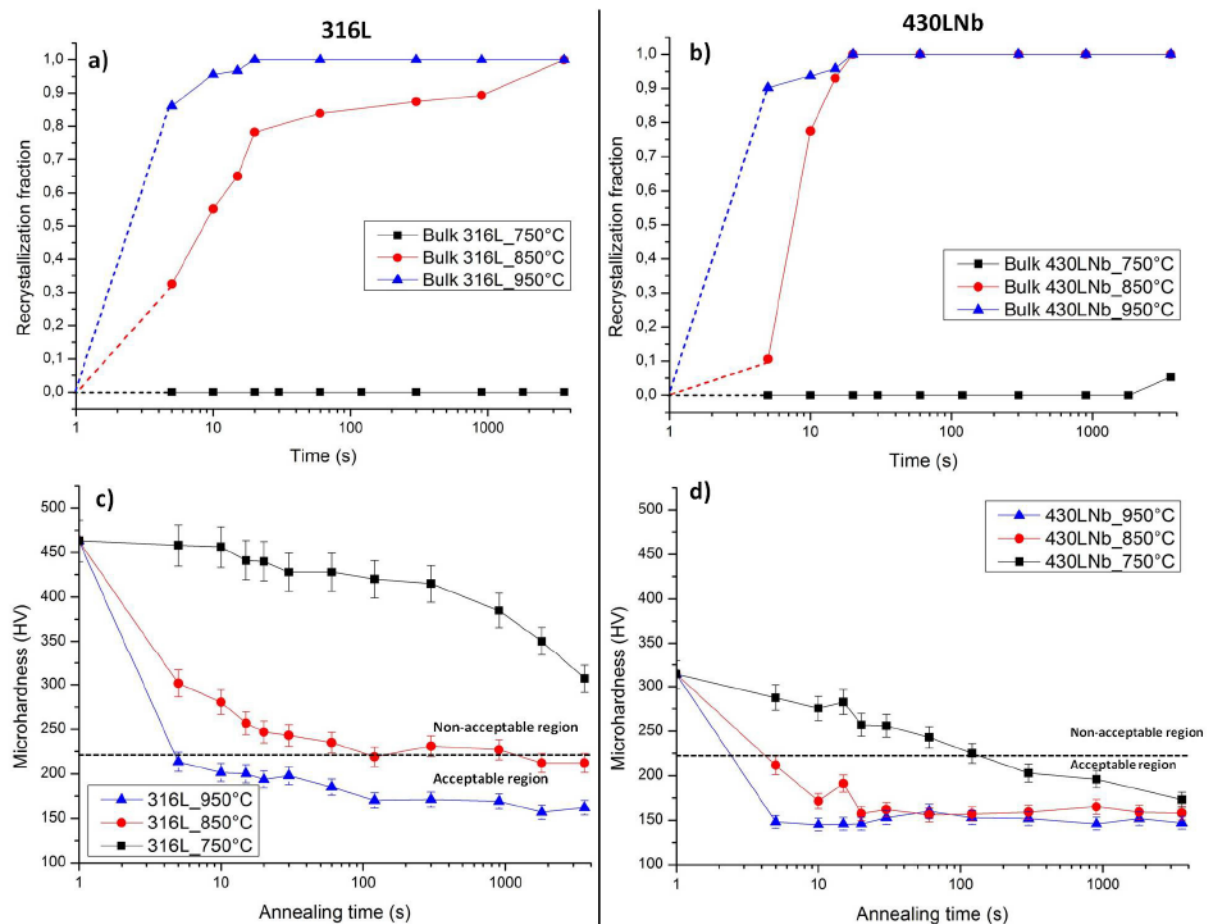 316L
430LNb
a)
1,0
0,9
0,8
0,7
0,6
0,5
0,4
0,3
0,2
0,1
0,0
Recrystallization fraction
Bulk 316L_750°C
Bulk 316L_850°C
Bulk 316L_950°C
1 10 100 1000
Time (s)
b)
1,0
0,9
0,8
0,7
0,6
0,5
0,4
0,3
0,2
0,1
0,0
Recrystallization fraction
Bulk 430LNb_750°C
Bulk 430LNb_850°C
Bulk 430LNb_950°C
1 10 100 1000
Time (s)
c)
500
450
400
350
300
250
200
150
100
Microhardness (HV)
Non-acceptable region
Acceptable region
316L_950°C
316L_850°C
316L_750°C
1 10 100 1000
Annealing time (s)
d)
500
450
400
350
300
250
200
150
100
Microhardness (HV)
430LNb_950°C
430LNb_850°C
430LNb_750°C
Non-acceptable region
Acceptable region
1 10 100 1000
Annealing time (s)